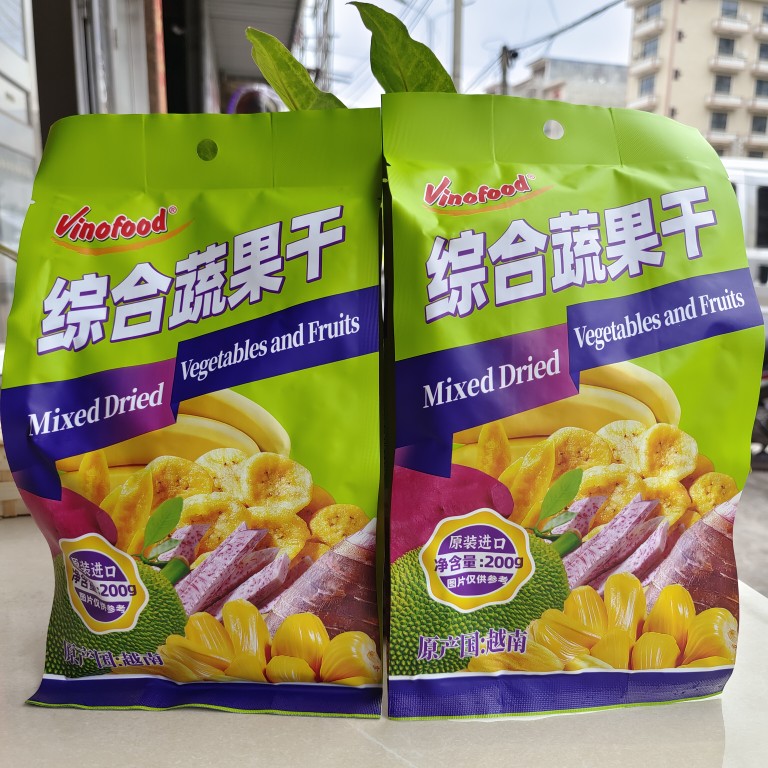 Vinofood®
综合蔬果干
Mixed Dried Vegetables and Fruits
原装进口
净含量:200g
图片仅供参考
原产国:越南
Vinofood®
综合蔬果干
Mixed Dried Vegetables and Fruits
原装进口
净含量:200g
图片仅供参考
原产国:越南